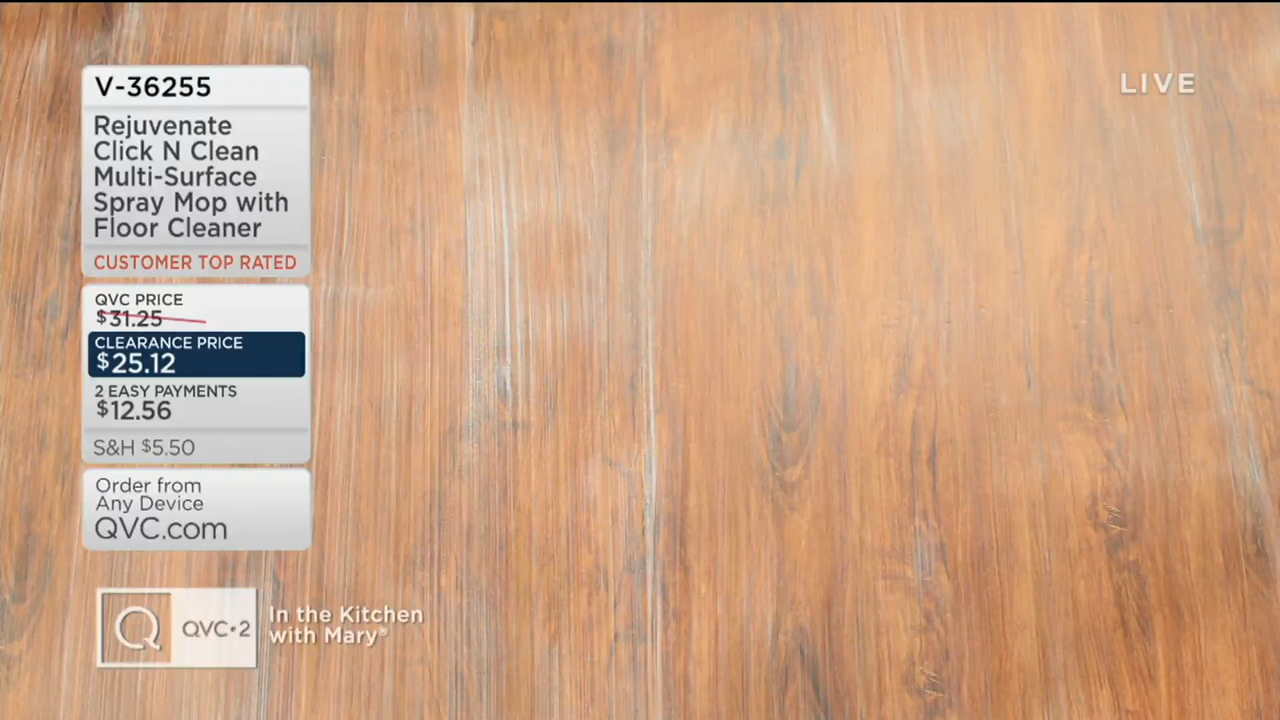 V-36255
LIVE
Rejuvenate
Click N Clean
Multi-Surface
Spray Mop with
Floor Cleaner
CUSTOMER TOP RATED
QVC PRICE
$31.25
CLEARANCE PRICE
$25.12
2 EASY PAYMENTS
$12.56
S&H $5.50
Order from
Any Device
QVC.com
Q QVC•2
In the Kitchen
with Mary®